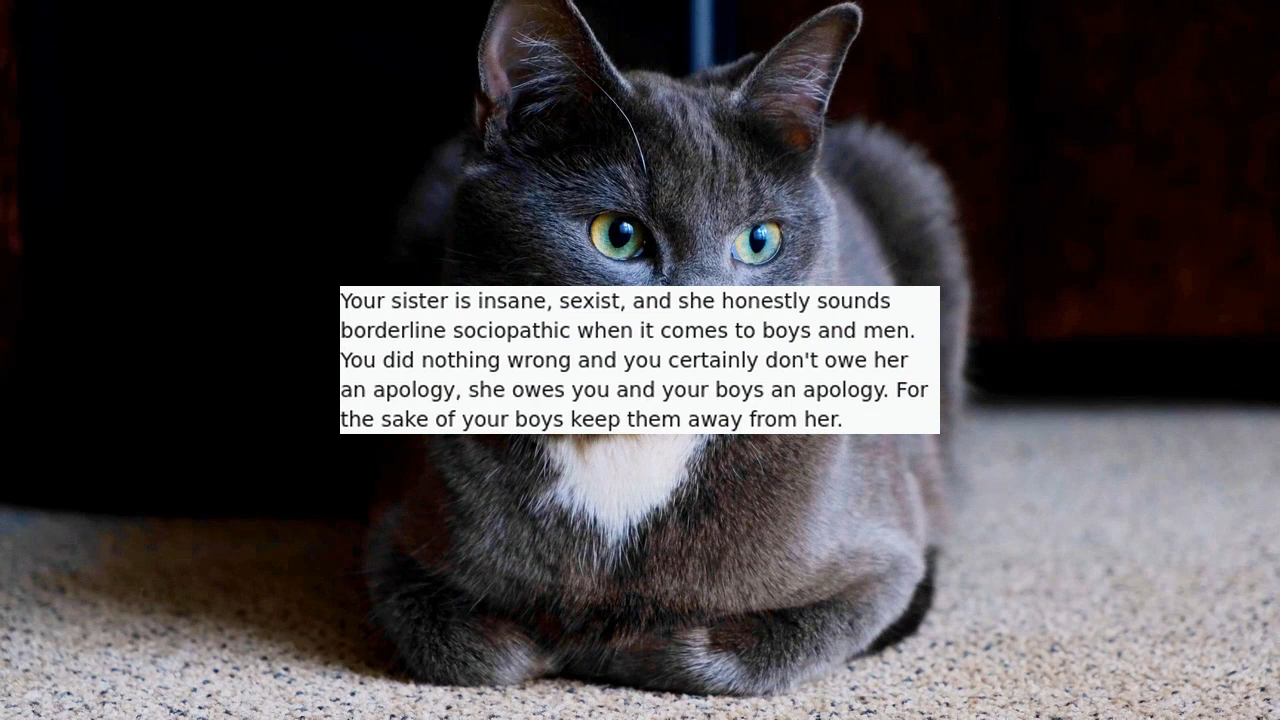 Your sister is insane, sexist, and she honestly sounds
borderline sociopathic when it comes to boys and men.
You did nothing wrong and you certainly don't owe her
an apology, she owes you and your boys an apology. For
the sake of your boys keep them away from her.